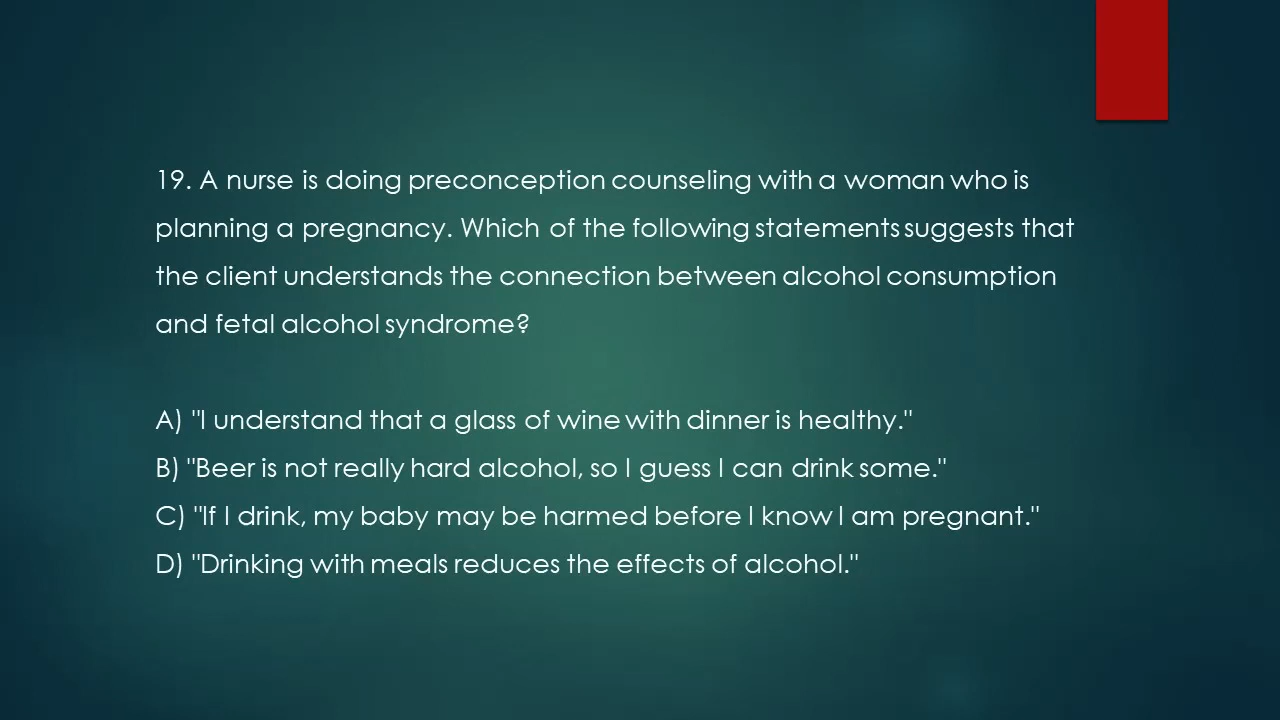 19. A nurse is doing preconception counseling with a woman who is
planning a pregnancy. Which of the following statements suggests that
the client understands the connection between alcohol consumption
and fetal alcohol syndrome?
A) "I understand that a glass of wine with dinner is healthy."
B) "Beer is not really hard alcohol, so I guess I can drink some."
C) "If I drink, my baby may be harmed before I know I am pregnant."
D) "Drinking with meals reduces the effects of alcohol."